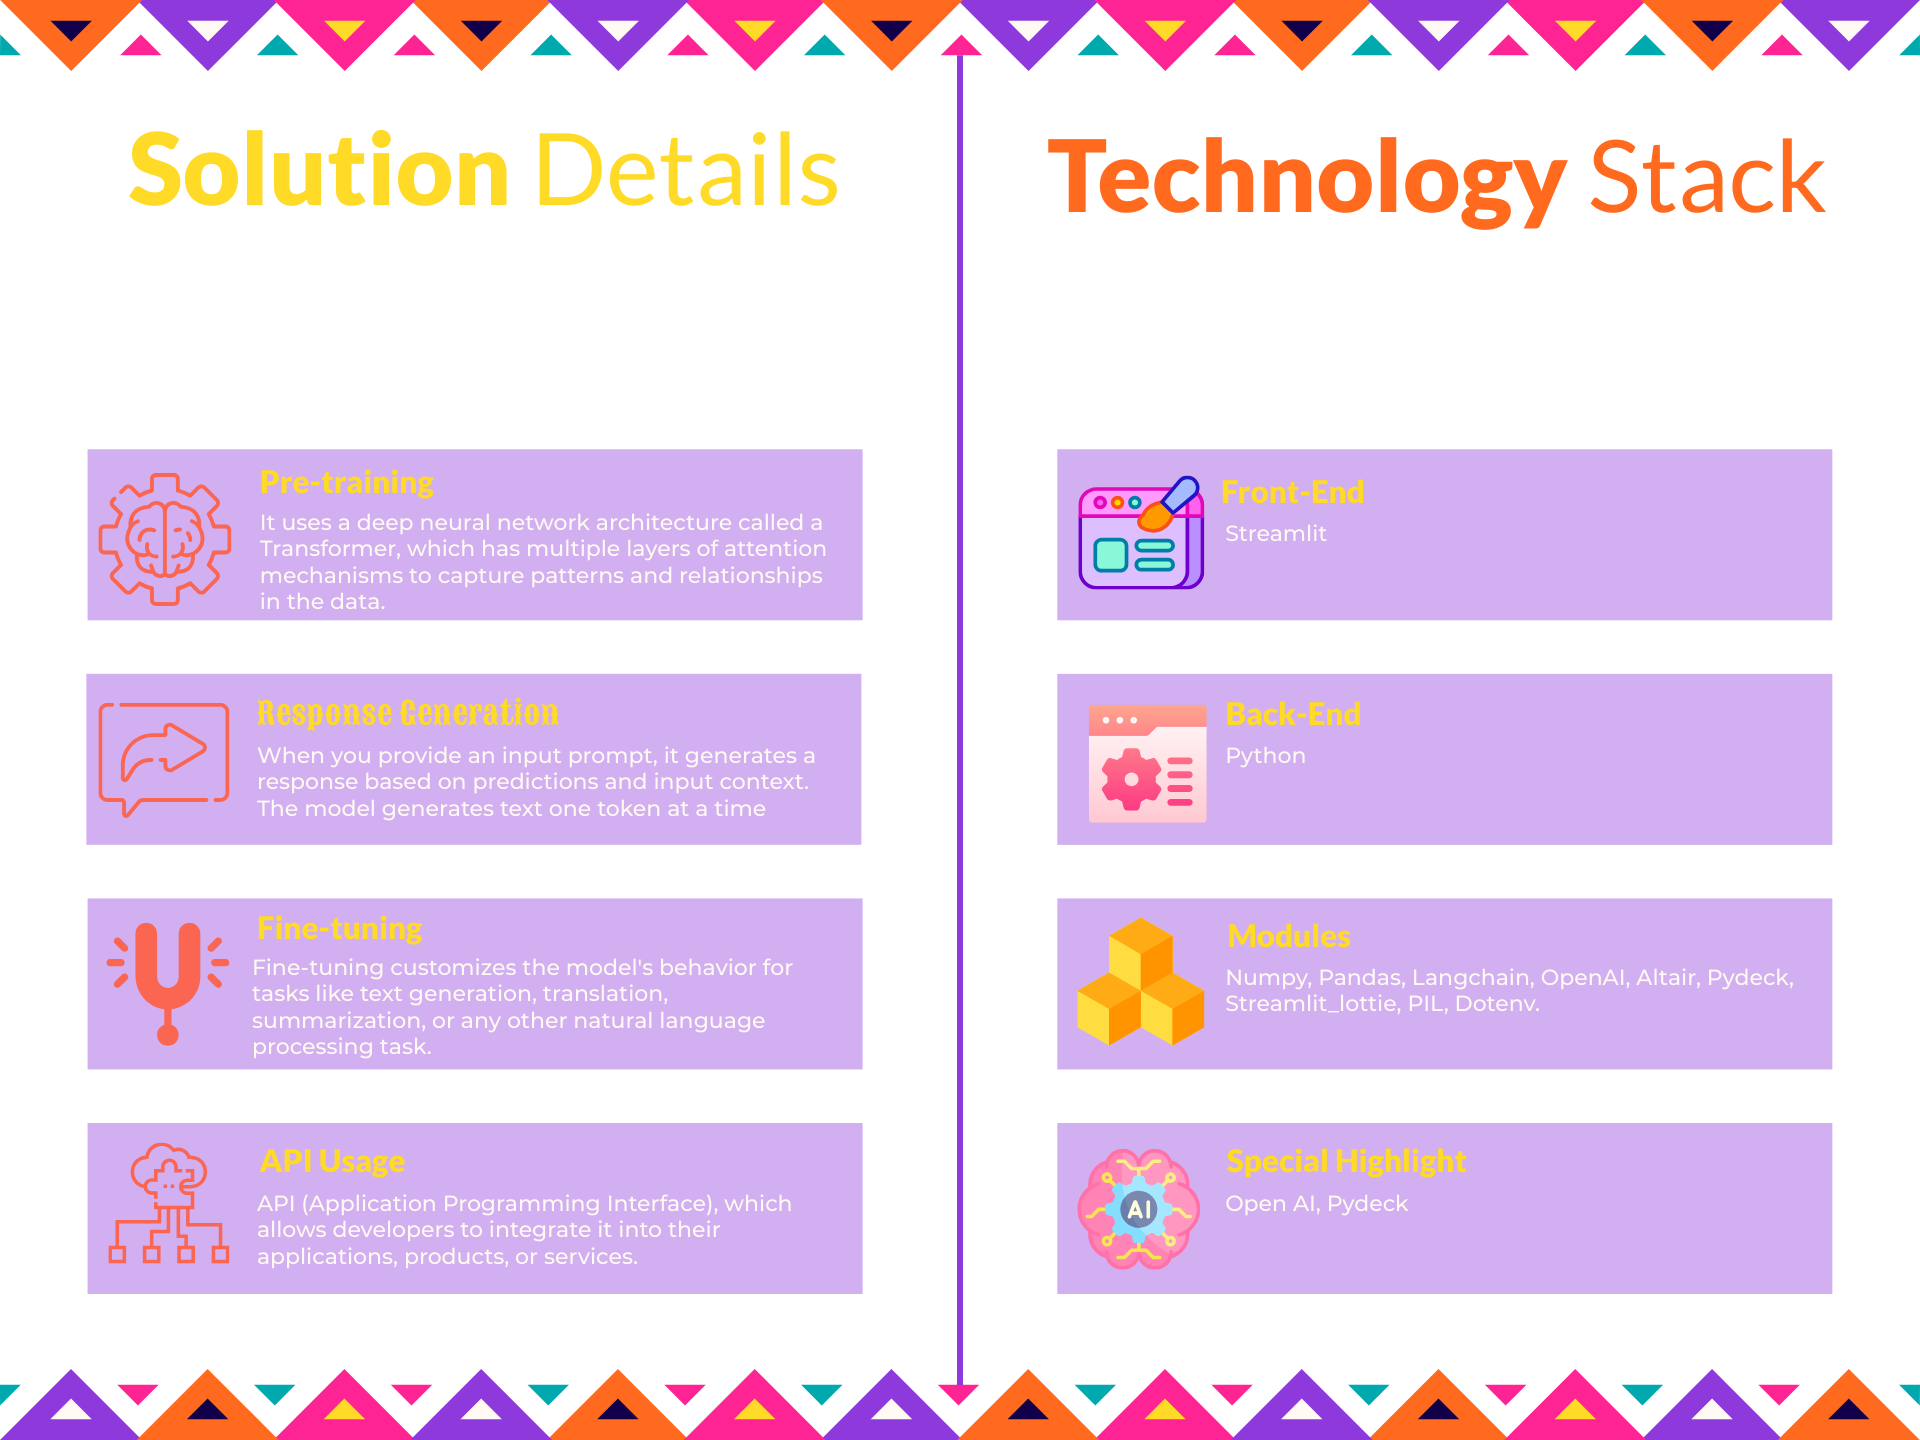 Solution Details
Pre-training
It uses a deep neural network architecture called a
Transformer, which has multiple layers of attention
mechanisms to capture patterns and relationships
in the data.
Response Generation
When you provide an input prompt, it generates a
response based on predictions and input context.
The model generates text one token at a time
Fine-tuning
Fine-tuning customizes the model's behavior for
tasks like text generation, translation,
summarization, or any other natural language
processing task.
API Usage
API (Application Programming Interface), which
allows developers to integrate it into their
applications, products, or services.
Technology Stack
Front-End
Streamlit
Back-End
Python
Modules
Numpy, Pandas, Langchain, OpenAI, Altair, Pydeck,
Streamlit_lottie, PIL, Dotenv.
Special Highlight
Open AI, Pydeck
AI